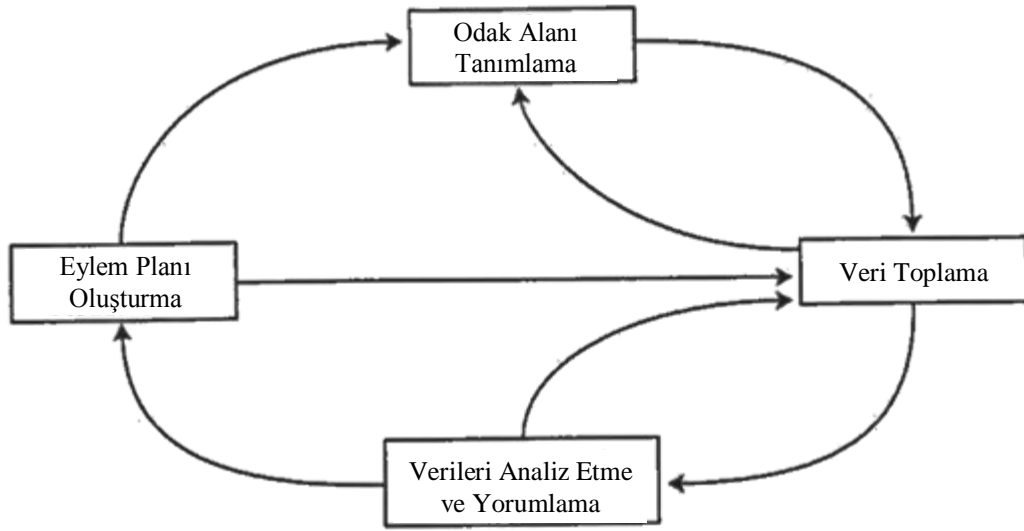 Odak Alanı
Tanımlama
Eylem Planı
Oluşturma
Veri Toplama
Verileri Analiz Etme
ve Yorumlama